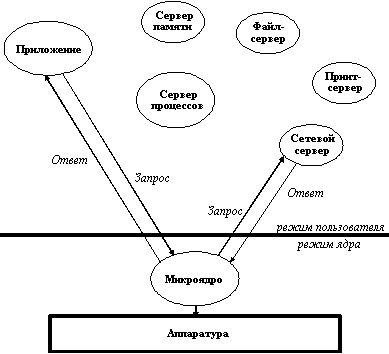 Сервер
памяти
Файл-
сервер
Приложение
Принт-
сервер
Сервер
процессов
Сетевой
сервер
Ответ
Запрос
Ответ
Запрос
режим пользователя
режим ядра
Микроядро
Аппаратура